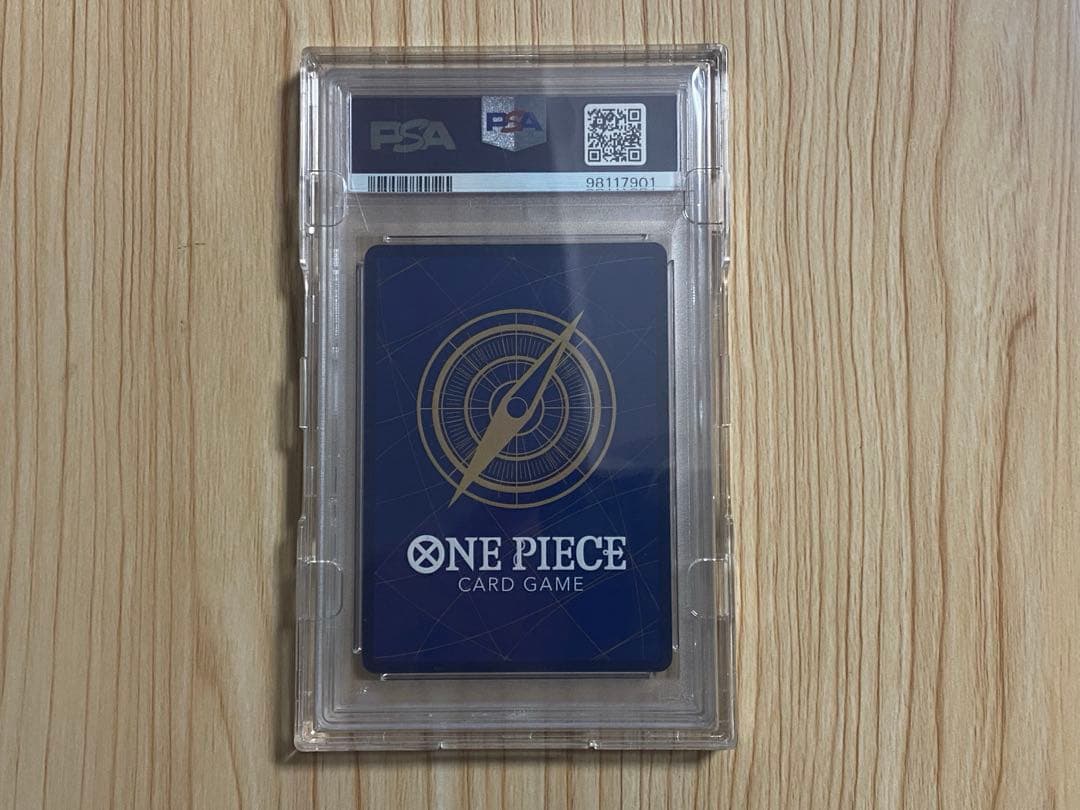 PSA
PSA
98117901
ONE PIECE
CARD GAME